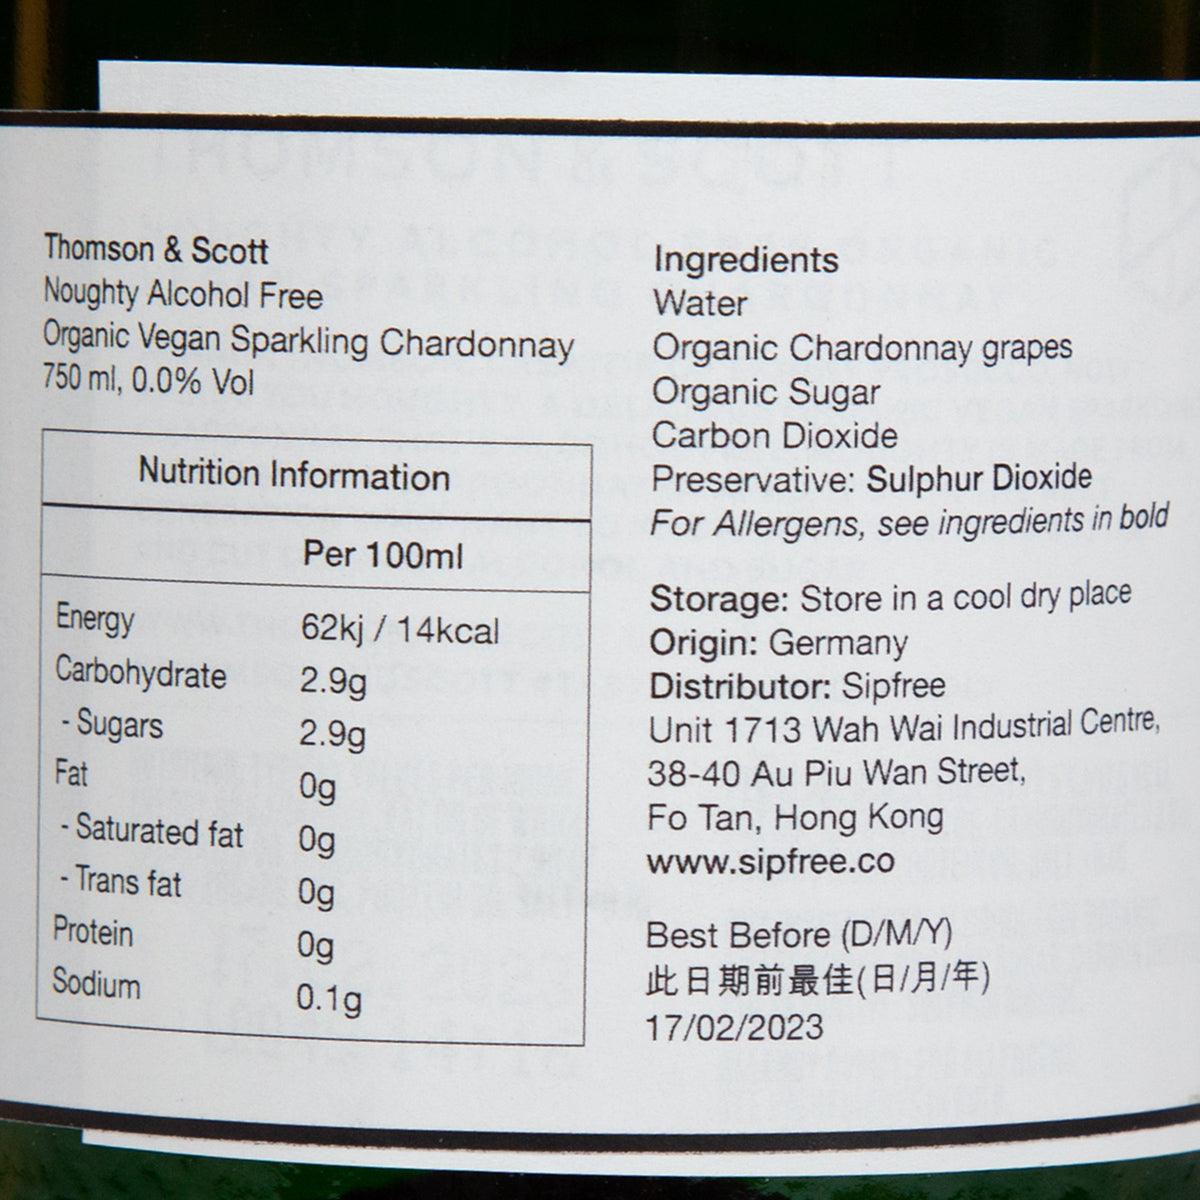 Thomson & Scott
Noughty Alcohol Free
Organic Vegan Sparkling Chardonnay
750 ml, 0.0% Vol
Nutrition Information
Per 100ml
Energy 62kj / 14kcal
Carbohydrate 2.9g
- Sugars 2.9g
Fat 0g
- Saturated fat 0g
- Trans fat 0g
Protein 0g
Sodium 0.1g
Ingredients
Water
Organic Chardonnay grapes
Organic Sugar
Carbon Dioxide
Preservative: Sulphur Dioxide
For Allergens, see ingredients in bold
Storage: Store in a cool dry place
Origin: Germany
Distributor: Sipfree
Unit 1713 Wah Wai Industrial Centre,
38-40 Au Piu Wan Street,
Fo Tan, Hong Kong
www.sipfree.co
Best Before (D/M/Y)
此日期前最佳(日/月/年)
17/02/2023